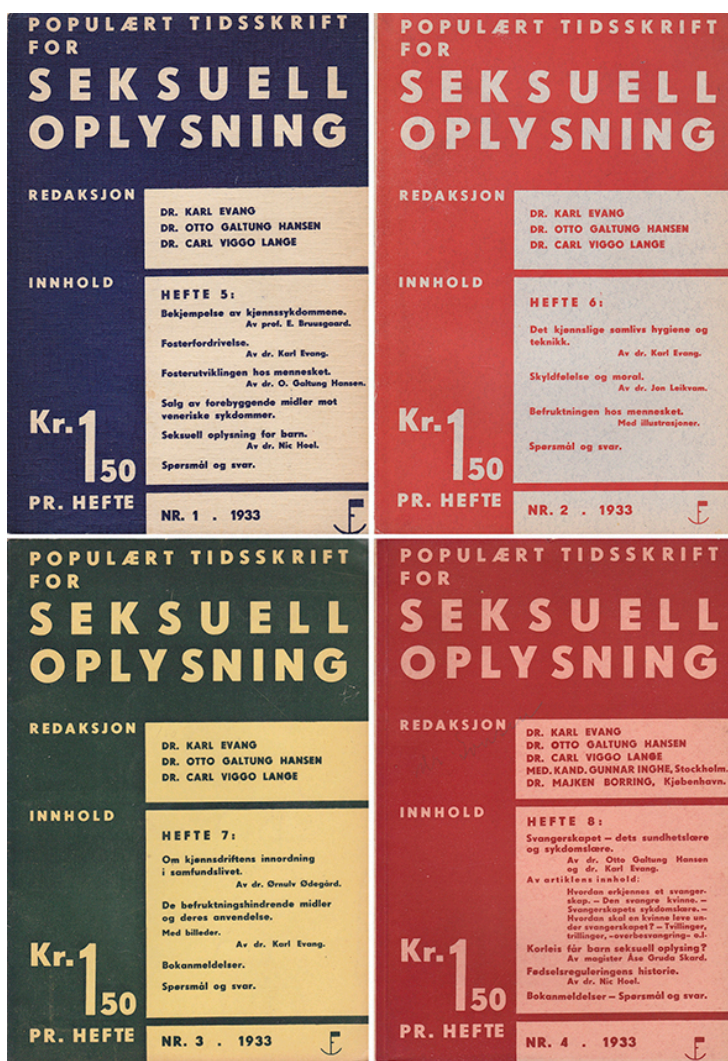 POPULÆRT TIDSSKRIFT
FOR
SEKSUELL
OPLYSNING
REDAKSJON
DR. KARL EVANG
DR. OTTO GALTUNG HANSEN
DR. CARL VIGGO LANGE
INNHOLD
HEFTE 5:
Bekjempelse av kjønnssykdommene.
Av prof. E. Bruusgaard.
Fosterfordrivelse.
Av dr. Karl Evang.
Fosterutviklingen hos mennesket.
Av dr. O. Galtung Hansen.
Salg av forebyggende midler mot
veneriske sykdommer.
Seksuell oplysning for barn.
Av dr. Nic Hoel.
Spørsmål og svar.
Kr. 1 50
PR. HEFTE
NR. 1 . 1933
POPULÆRT TIDSSKRIFT
FOR
SEKSUELL
OPLYSNING
REDAKSJON
DR. KARL EVANG
DR. OTTO GALTUNG HANSEN
DR. CARL VIGGO LANGE
INNHOLD
HEFTE 6:
Det kjønnslige samlivs hygiene og
teknikk.
Av dr. Karl Evang.
Skyldfølelse og moral.
Av dr. Jon Leikvam.
Befruktningen hos mennesket.
Med illustrasjoner.
Spørsmål og svar.
Kr. 1 50
PR. HEFTE
NR. 2 . 1933
POPULÆRT TIDSSKRIFT
FOR
SEKSUELL
OPLYSNING
REDAKSJON
DR. KARL EVANG
DR. OTTO GALTUNG HANSEN
DR. CARL VIGGO LANGE
INNHOLD
HEFTE 7:
Om kjønnsdriftens innordning
i samfundslivet.
Av dr. Ørnulv Ødegård.
De befruktningshindrende midler
og deres anvendelse.
Med billeder.
Av dr. Karl Evang.
Bokanmeldelser.
Spørsmål og svar.
Kr. 1 50
PR. HEFTE
NR. 3 . 1933
POPULÆRT TIDSSKRIFT
FOR
SEKSUELL
OPLYSNING
REDAKSJON
DR. KARL EVANG
DR. OTTO GALTUNG HANSEN
DR. CARL VIGGO LANGE
MED. KAND. GUNNAR INGHE, Stockholm.
DR. MAJKEN BORRING, Kjøbenhavn.
INNHOLD
HEFTE 8:
Svangerskapet – dets sundhetslære
og sykdomslære.
Av dr. Otto Galtung Hansen
og dr. Karl Evang.
Av artiklens innhold:
Hvordan erkjennes et svanger-
skap. – Den svangre kvinne. –
Svangerskapets sykdomslære. –
Hvordan skal en kvinne leve un-
der svangerskapet? – Tvillinger,
trillinger, «overbesvangring» o.l.
Korleis får barn seksuell oplysing?
Av magister Åse Gruda Skard.
Fødselsreguleringens historie.
Av dr. Nic Hoel.
Bokanmeldelser – Spørsmål og svar.
Kr. 1 50
PR. HEFTE
NR. 4 . 1933